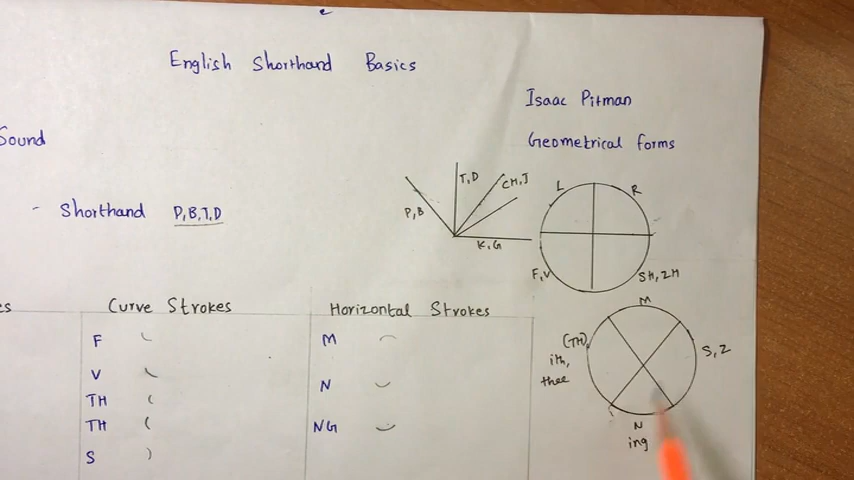 English Shorthand Basics
Isaac Pitman
Sound
Geometrical forms
- Shorthand P,B,T,D
P,B
T,D
CH,J
K,G
L
R
F,V
SH,ZH
es
Curve Strokes
Horizontal Strokes
F
V
TH
TH
S
M
N
NG
M
(TH)
ith,
thee
S,Z
N
ing